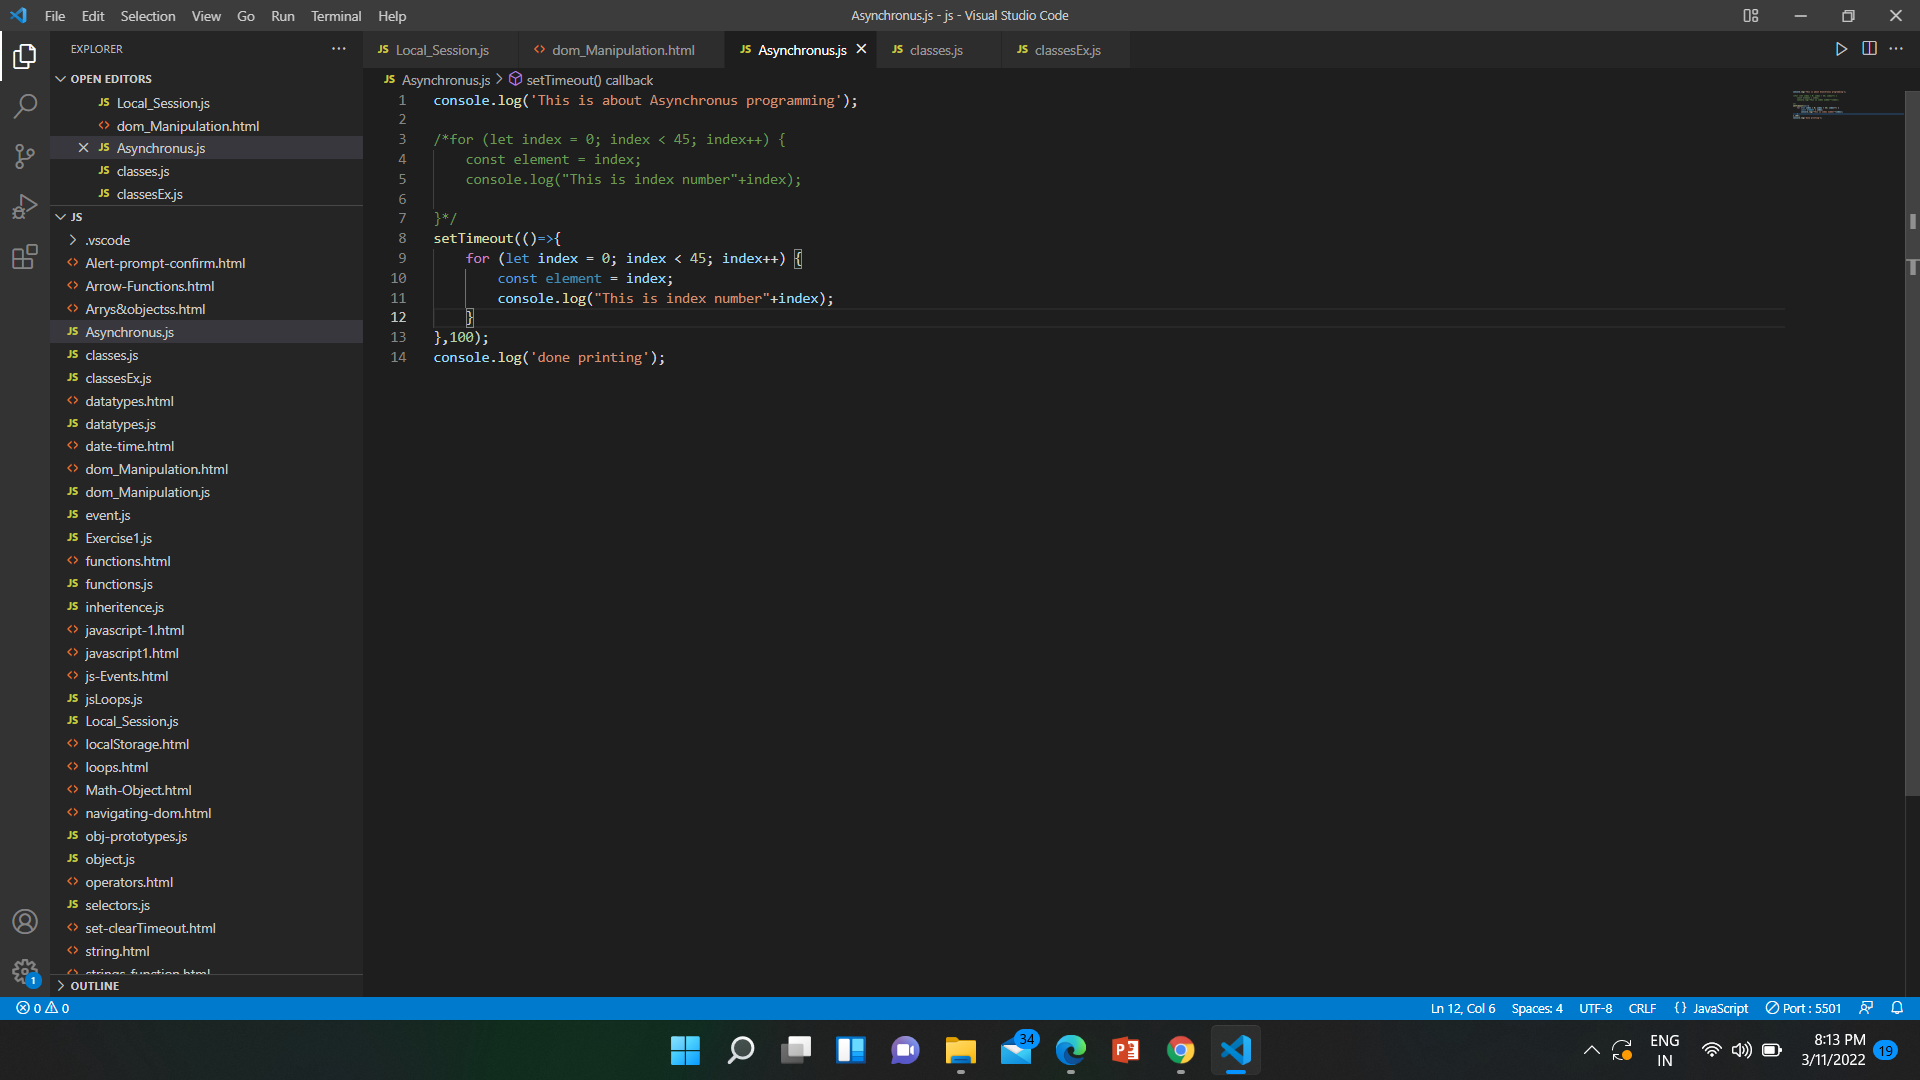 File Edit Selection View Go Run Terminal Help
Asynchronus.js - js - Visual Studio Code
EXPLORER
OPEN EDITORS
JS Local_Session.js
<> dom_Manipulation.html
JS Asynchronus.js
JS classes.js
JS classesEx.js
JS
.vscode
<> Alert-prompt-confirm.html
<> Arrow-Functions.html
<> Arrys&objectss.html
JS Asynchronus.js
JS classes.js
JS classesEx.js
<> datatypes.html
JS datatypes.js
<> date-time.html
<> dom_Manipulation.html
JS dom_Manipulation.js
JS event.js
JS Exercise1.js
<> functions.html
JS functions.js
JS inheritence.js
<> javascript-1.html
<> javascript1.html
<> js-Events.html
JS jsLoops.js
JS Local_Session.js
<> localStorage.html
<> loops.html
<> Math-Object.html
<> navigating-dom.html
JS obj-prototypes.js
JS object.js
<> operators.html
JS selectors.js
<> set-clearTimeout.html
<> string.html
<> strings-function.html
OUTLINE
JS Local_Session.js <> dom_Manipulation.html JS Asynchronus.js JS classes.js JS classesEx.js
JS Asynchronus.js > setTimeout() callback
1 console.log('This is about Asynchronus programming');
2
3 /*for (let index = 0; index < 45; index++) {
4 const element = index;
5 console.log("This is index number"+index);
6
7 }*/
8 setTimeout(()=>{
9 for (let index = 0; index < 45; index++) {
10 const element = index;
11 console.log("This is index number"+index);
12 }
13 },100);
14 console.log('done printing');
1
0 0 Ln 12, Col 6 Spaces: 4 UTF-8 CRLF {} JavaScript Port : 5501
34
P
ENG
IN
8:13 PM
3/11/2022
19